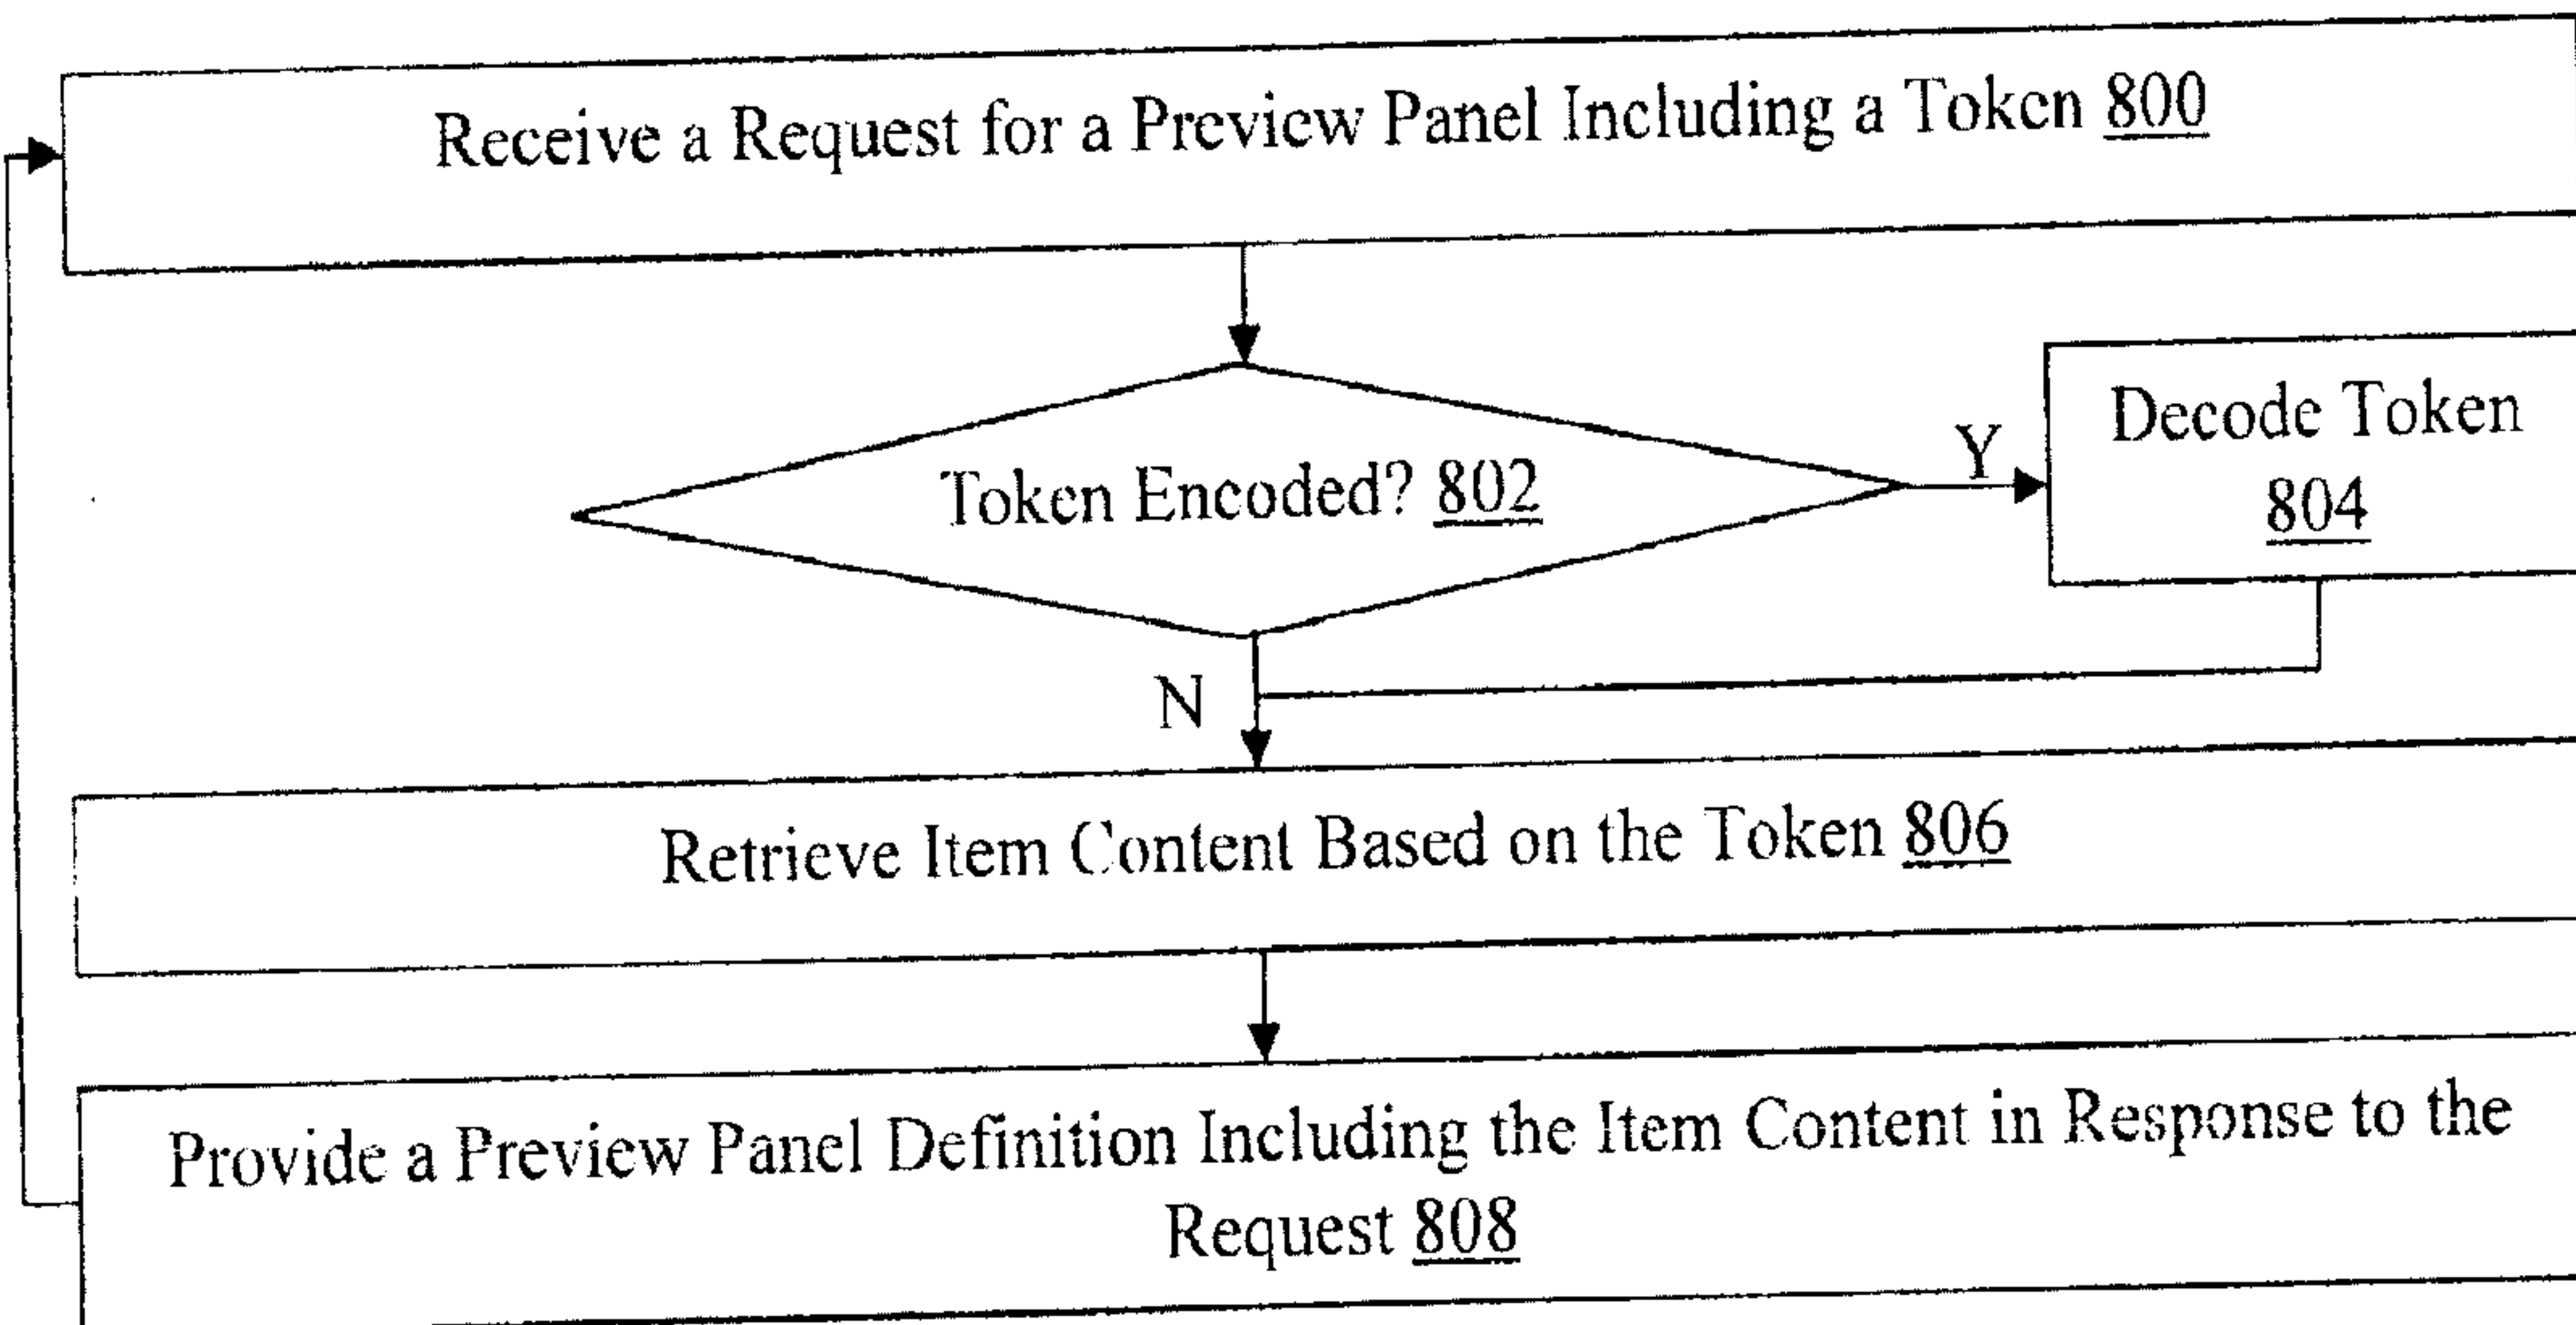 Receive a Request for a Preview Panel Including a Token 800
Token Encoded? 802
Y
Decode Token
804
N
Retrieve Item Content Based on the Token 806
Provide a Preview Panel Definition Including the Item Content in Response to the
Request 808